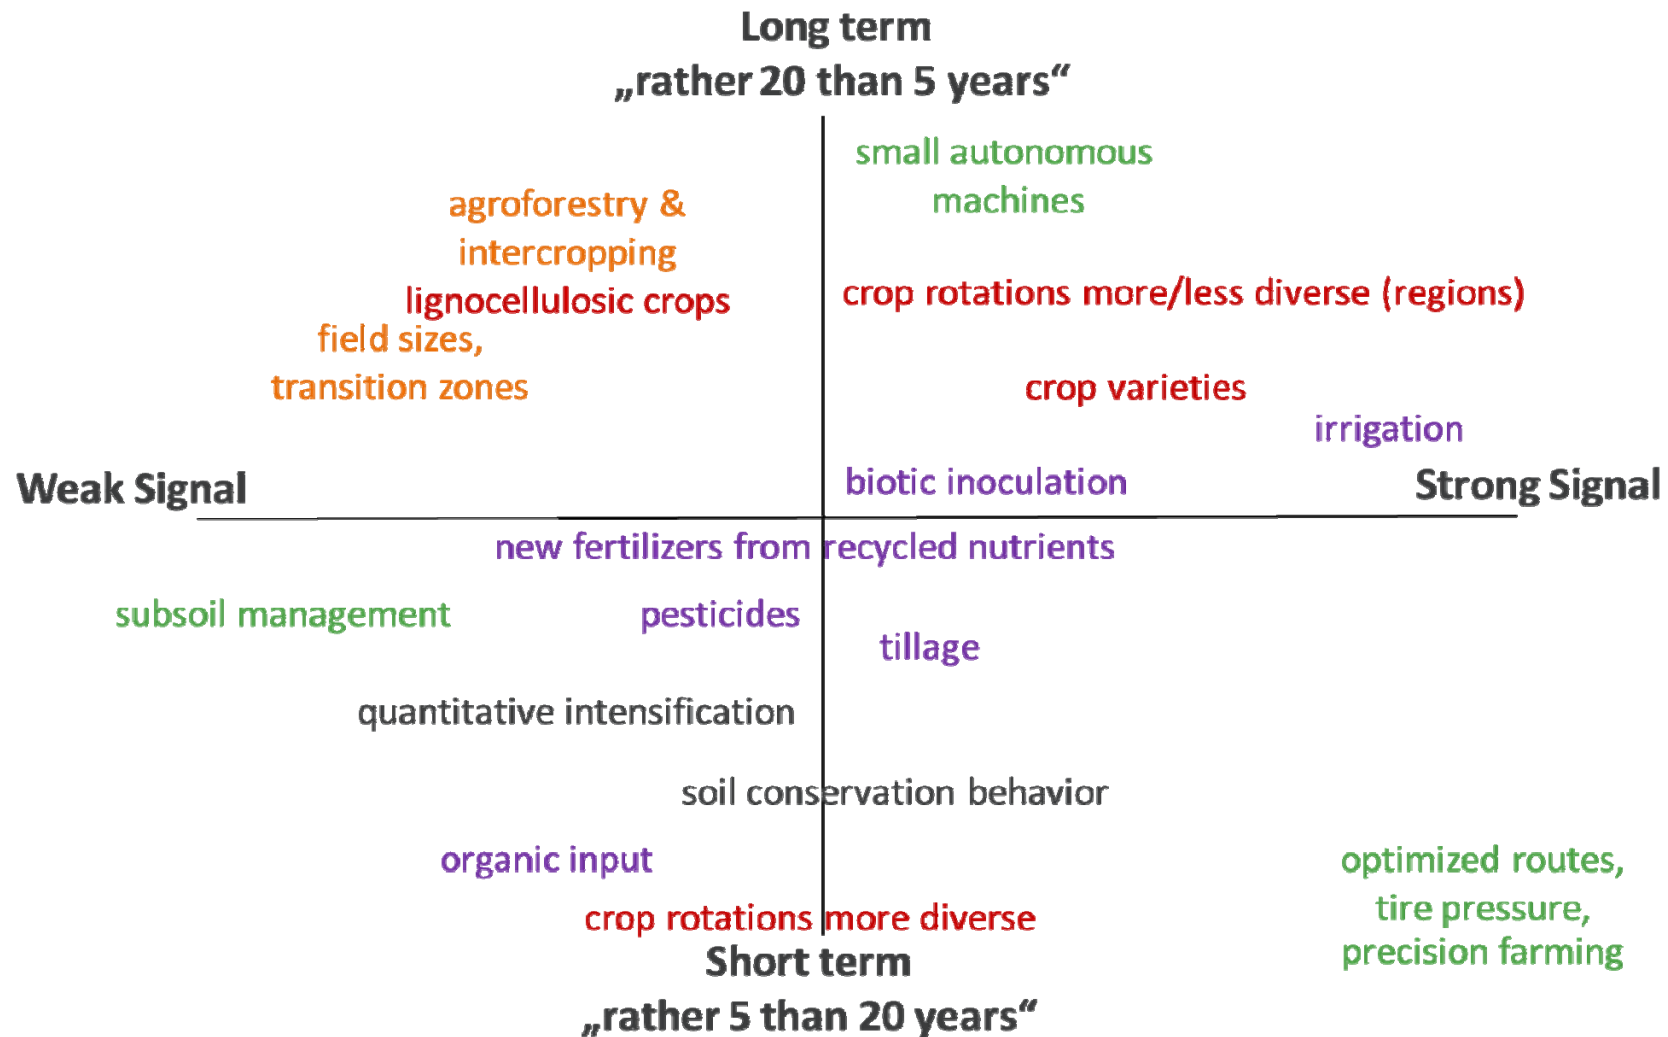 Long term
„rather 20 than 5 years“
small autonomous
machines
agroforestry &
intercropping
lignocellulosic crops
crop rotations more/less diverse (regions)
field sizes,
transition zones
crop varieties
irrigation
Weak Signal
biotic inoculation
Strong Signal
new fertilizers from recycled nutrients
subsoil management
pesticides
tillage
quantitative intensification
soil conservation behavior
organic input
optimized routes,
tire pressure,
precision farming
crop rotations more diverse
Short term
„rather 5 than 20 years“